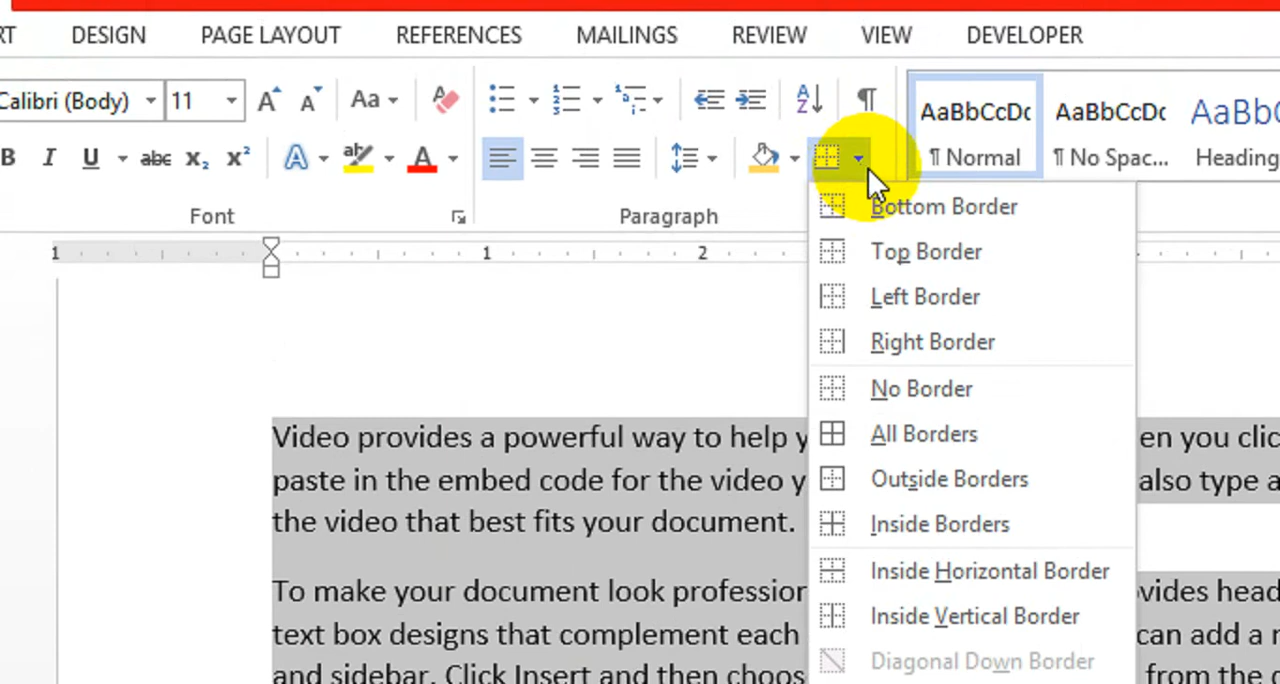 RT DESIGN PAGE LAYOUT REFERENCES MAILINGS REVIEW VIEW DEVELOPER
Calibri (Body) 11 A A Aa A AaBbCcDc AaBbCcDc AaBbC
B I U abc X₂ X² A ab A ¶ Normal ¶ No Spac... Heading
Font Paragraph
1 1 2
Bottom Border
Top Border
Left Border
Right Border
No Border
All Borders
Outside Borders
Inside Borders
Inside Horizontal Border
Inside Vertical Border
Diagonal Down Border
Video provides a powerful way to help y en you clic
paste in the embed code for the video y also type a
the video that best fits your document.
To make your document look profession vides head
text box designs that complement each can add a
and sidebar. Click Insert and then choos from the